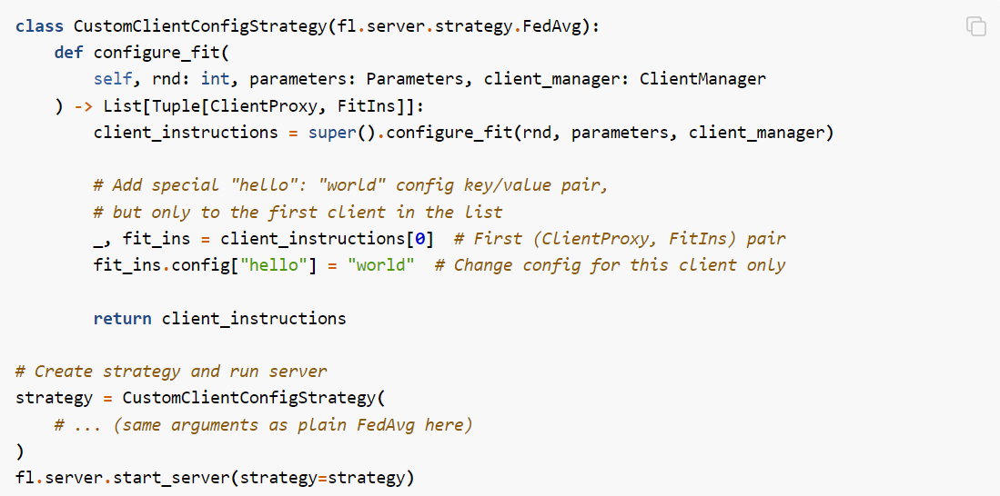 class CustomClientConfigStrategy(fl.server.strategy.FedAvg):
    def configure_fit(
        self, rnd: int, parameters: Parameters, client_manager: ClientManager
    ) -> List[Tuple[ClientProxy, FitIns]]:
        client_instructions = super().configure_fit(rnd, parameters, client_manager)

        # Add special "hello": "world" config key/value pair,
        # but only to the first client in the list
        _, fit_ins = client_instructions[0]  # First (ClientProxy, FitIns) pair
        fit_ins.config["hello"] = "world"  # Change config for this client only

        return client_instructions

# Create strategy and run server
strategy = CustomClientConfigStrategy(
    # ... (same arguments as plain FedAvg here)
)
fl.server.start_server(strategy=strategy)